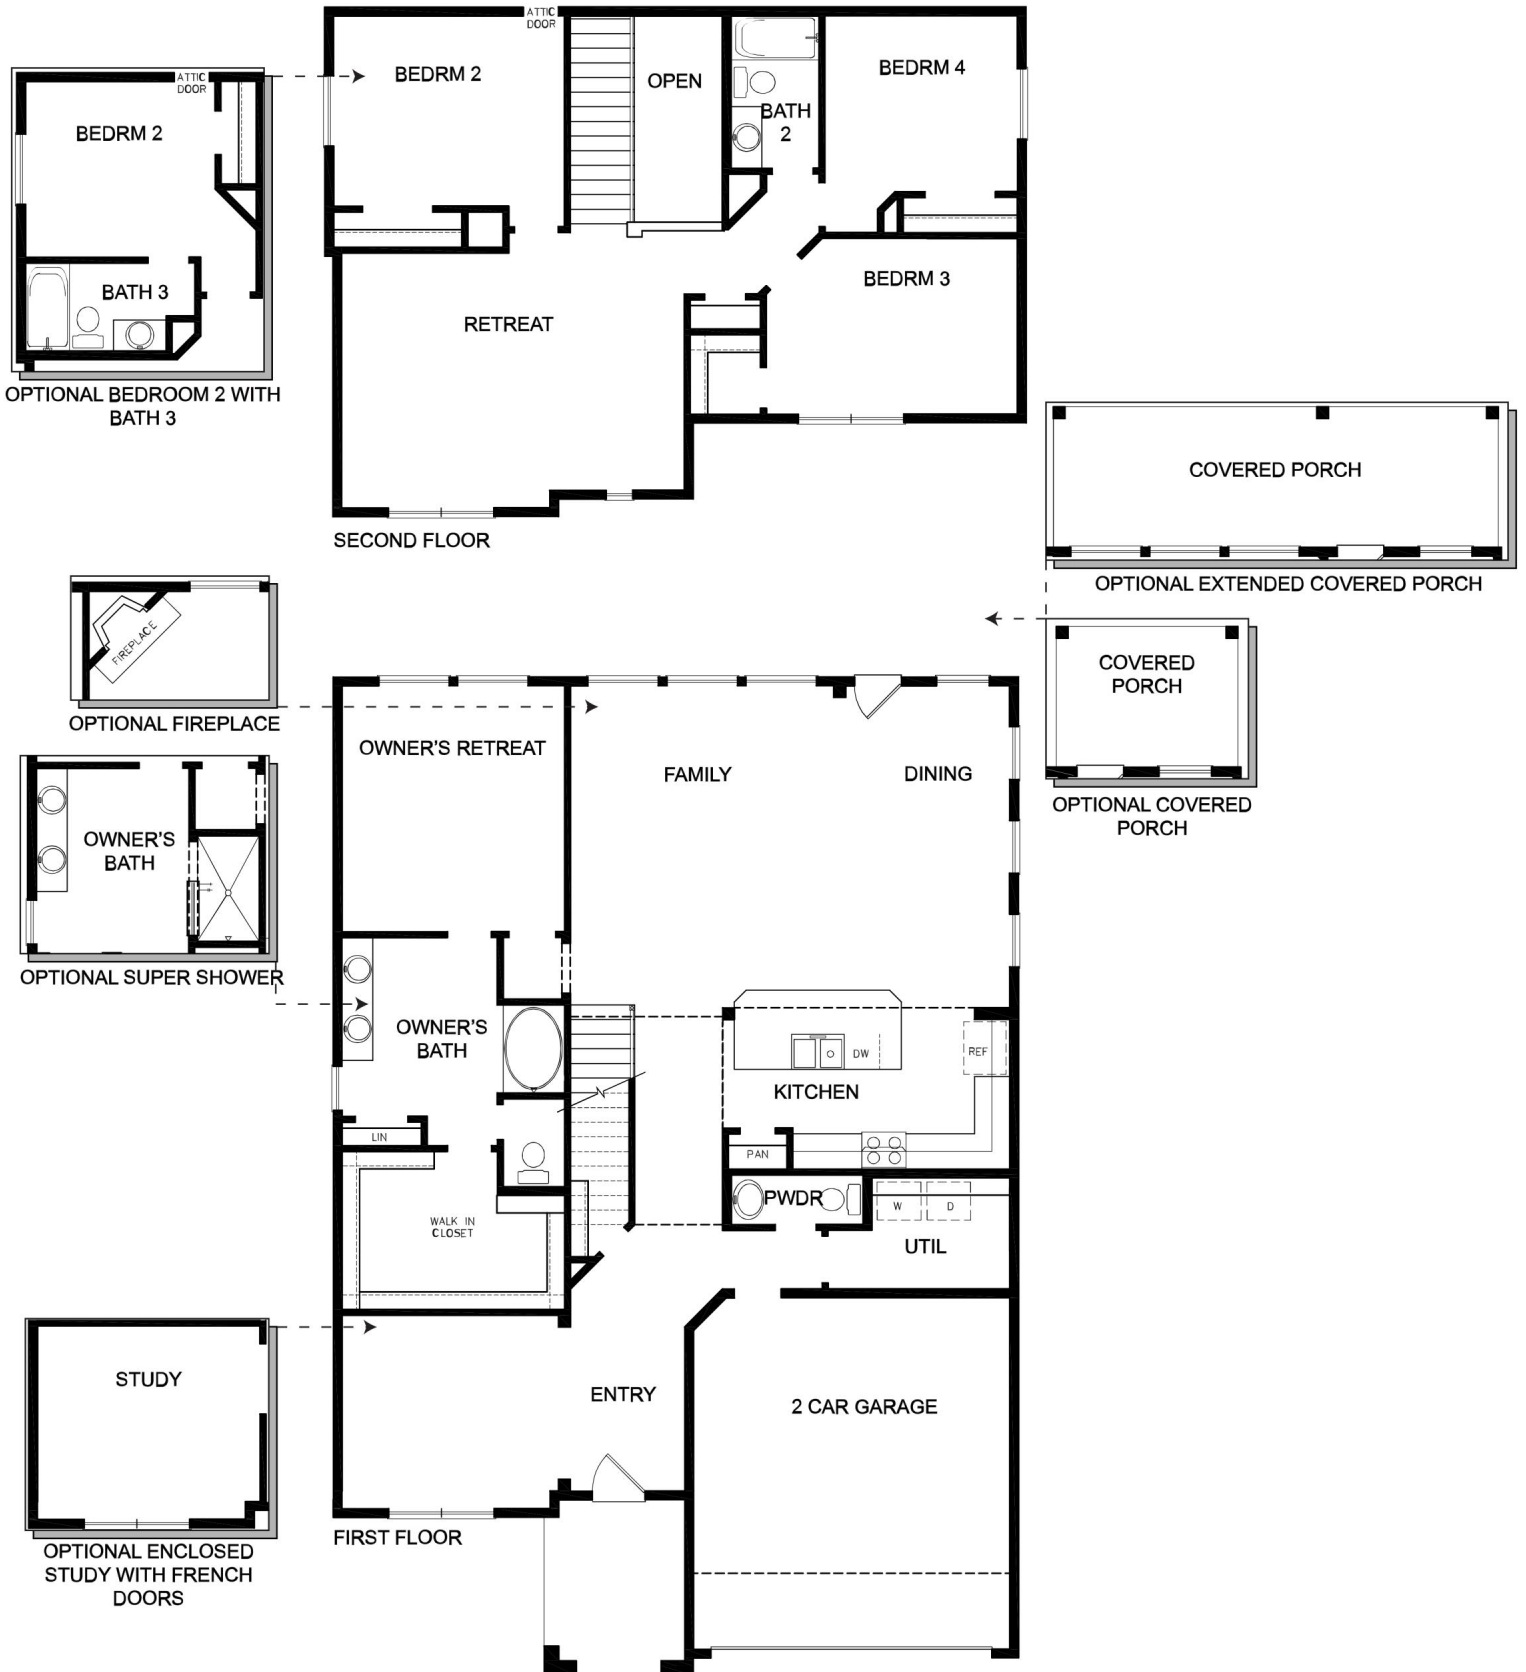 ATTIC
DOOR
BEDRM 2
OPEN
BATH
2
BEDRM 4
BEDRM 3
RETREAT
SECOND FLOOR
ATTIC
DOOR
BEDRM 2
BATH 3
OPTIONAL BEDROOM 2 WITH
BATH 3
COVERED PORCH
OPTIONAL EXTENDED COVERED PORCH
FIREPLACE
OPTIONAL FIREPLACE
COVERED
PORCH
OPTIONAL COVERED
PORCH
OWNER'S
BATH
OPTIONAL SUPER SHOWER
OWNER'S RETREAT
FAMILY
DINING
OWNER'S
BATH
DW
REF
KITCHEN
LIN
PAN
PWDR
W
D
WALK IN
CLOSET
UTIL
STUDY
OPTIONAL ENCLOSED
STUDY WITH FRENCH
DOORS
ENTRY
2 CAR GARAGE
FIRST FLOOR